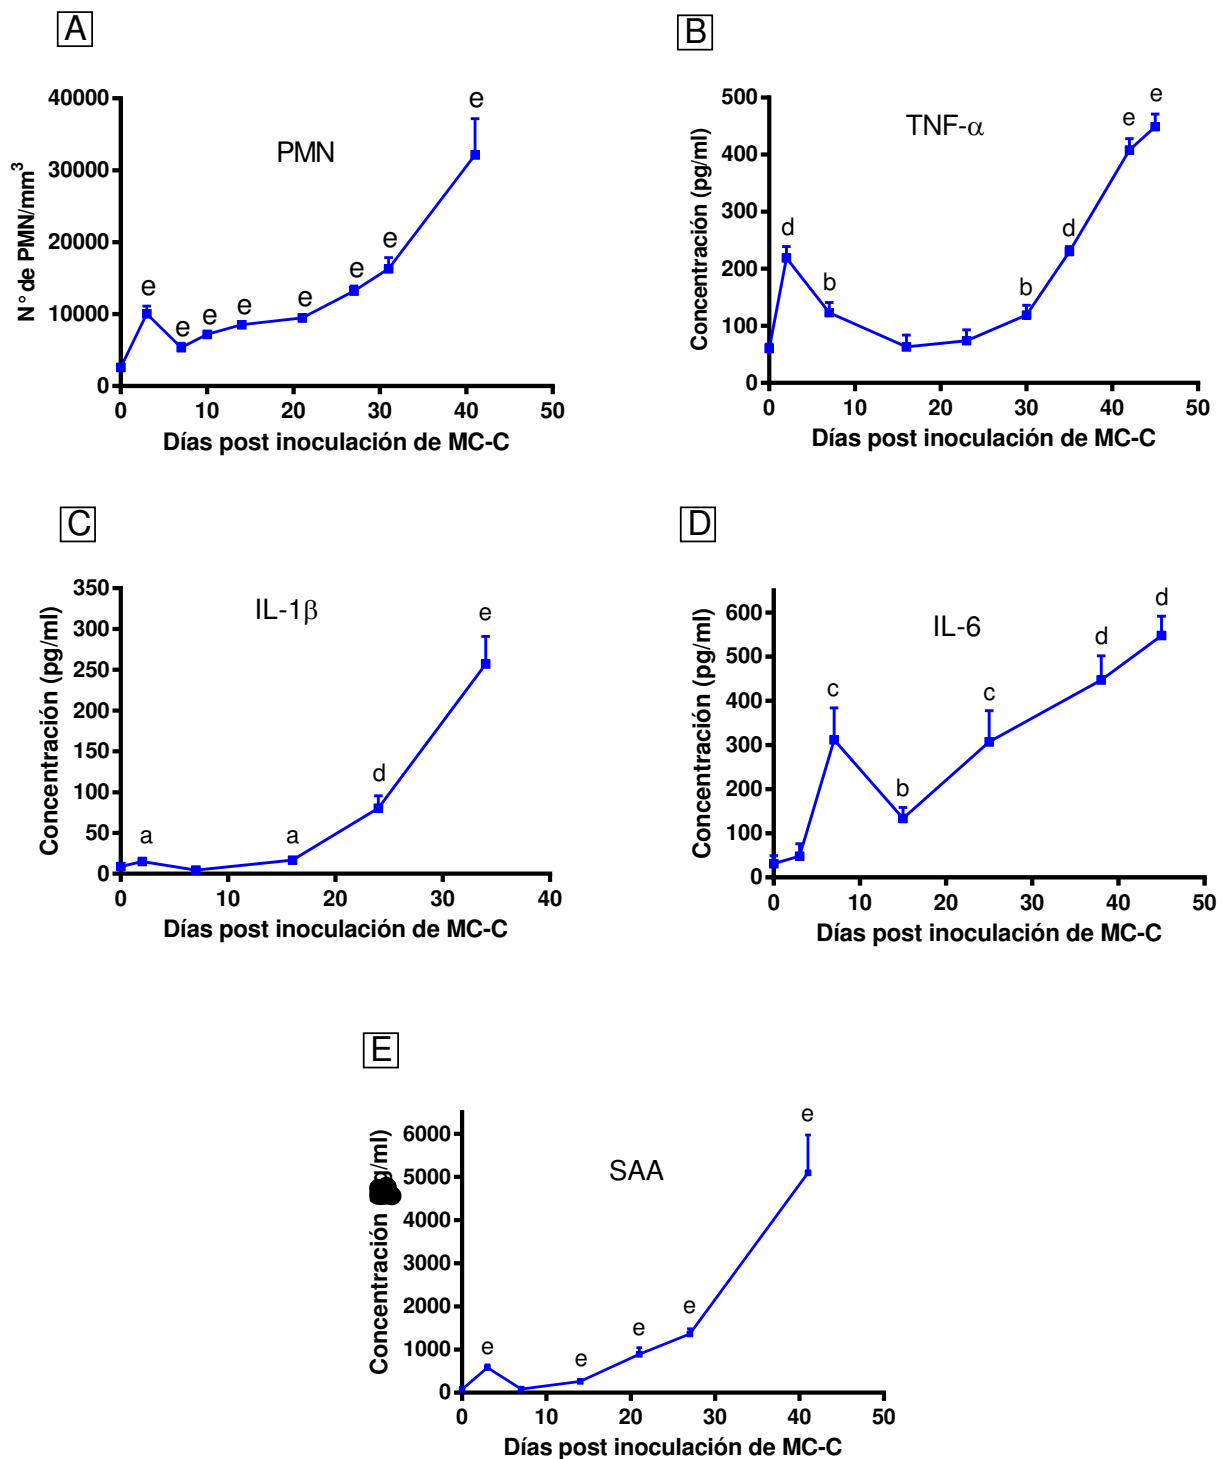 A
PMN
N° de PMN/mm³
40000
30000
20000
10000
0
e e e e e e e e
0 10 20 30 40 50
Días post inoculación de MC-C
B
TNF-α
Concentración (pg/ml)
500
400
300
200
100
0
d b b d e e
0 10 20 30 40 50
Días post inoculación de MC-C
C
IL-1β
Concentración (pg/ml)
350
300
250
200
150
100
50
0
a a d e
0 10 20 30 40
Días post inoculación de MC-C
D
IL-6
Concentración (pg/ml)
600
500
400
300
200
100
0
c b c d d
0 10 20 30 40 50
Días post inoculación de MC-C
E
SAA
Concentración g/ml)
6000
5000
4000
3000
2000
1000
0
e e e e e
0 10 20 30 40 50
Días post inoculación de MC-C